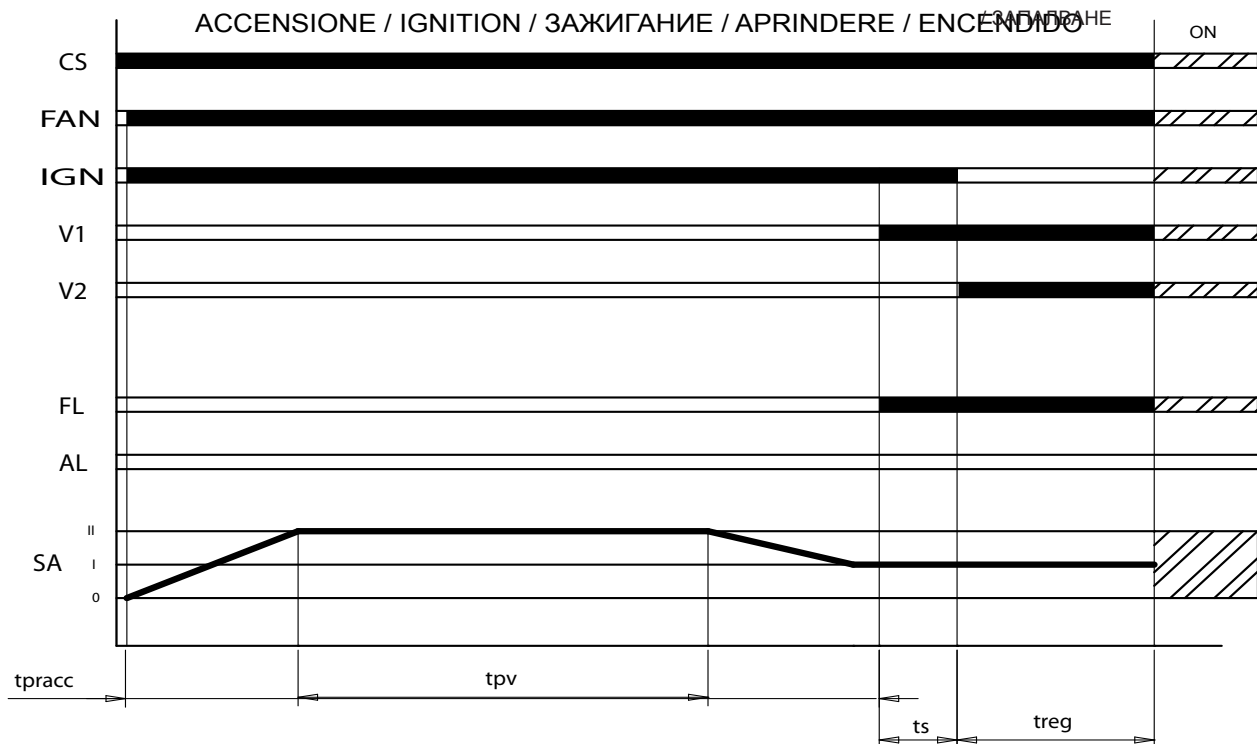 ACCENSIONE / IGNITION / ЗАЖИГАНИЕ / APRINDERE / ENCENDIDO / ЗАПАЛВАНЕ
ON
CS
FAN
IGN
V1
V2
FL
AL
II
SA I
0
tpracc tpv
ts treg